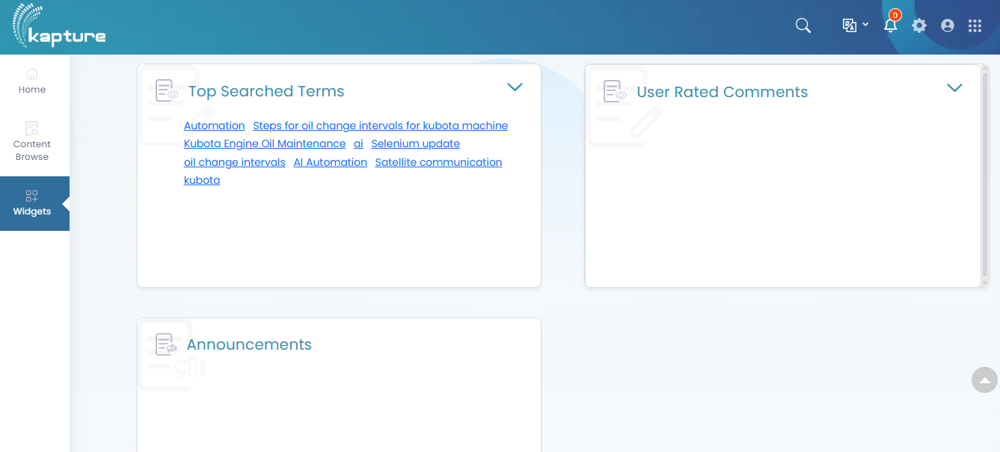 kapture
0
Home
Content
Browse
Widgets
Top Searched Terms
Automation Steps for oil change intervals for kubota machine
Kubota Engine Oil Maintenance ai Selenium update
oil change intervals AI Automation Satellite communication
kubota
User Rated Comments
Announcements